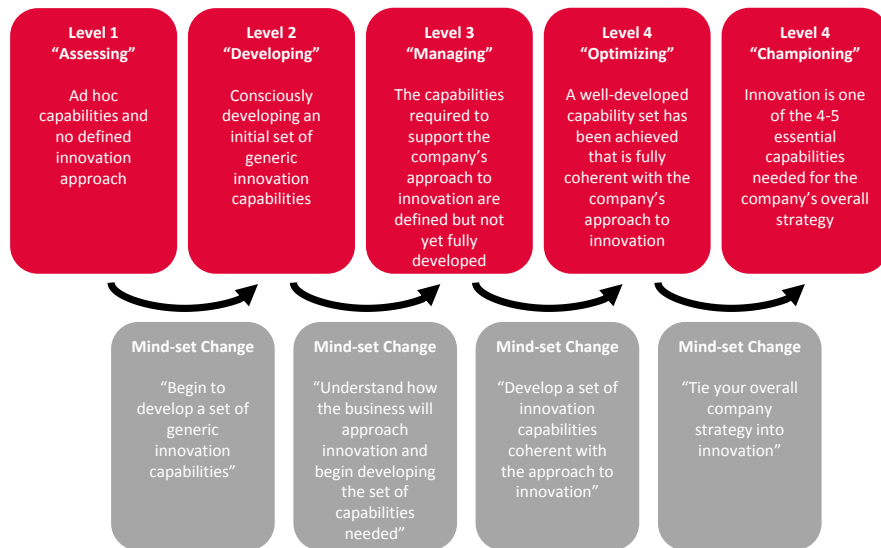 Level 1
“Assessing”
Ad hoc
capabilities and
no defined
innovation
approach
Level 2
“Developing”
Consciously
developing an
initial set of
generic
innovation
capabilities
Level 3
“Managing”
The capabilities
required to
support the
company’s
approach to
innovation are
defined but not
yet fully
developed
Level 4
“Optimizing”
A well-developed
capability set has
been achieved
that is fully
coherent with the
company’s
approach to
innovation
Level 4
“Championing”
Innovation is one
of the 4-5
essential
capabilities
needed for the
company’s overall
strategy
Mind-set Change
“Begin to
develop a set of
generic
innovation
capabilities”
Mind-set Change
“Understand how
the business will
approach
innovation and
begin developing
the set of
capabilities
needed”
Mind-set Change
“Develop a set of
innovation
capabilities
coherent with
the approach to
innovation”
Mind-set Change
“Tie your overall
company
strategy into
innovation”